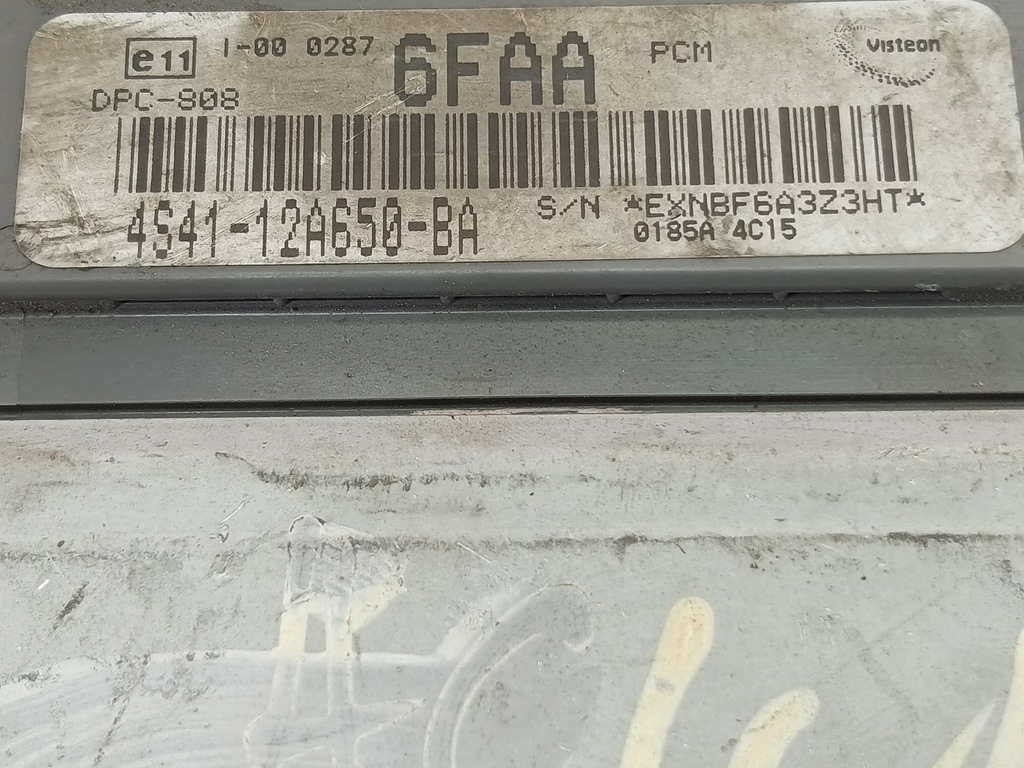 e11 1-00 0287 6FAA PCM Visteon
DPC-808
4S41-12A650-BA S/N *EXNBF6A3Z3HT*
0185A 4C15